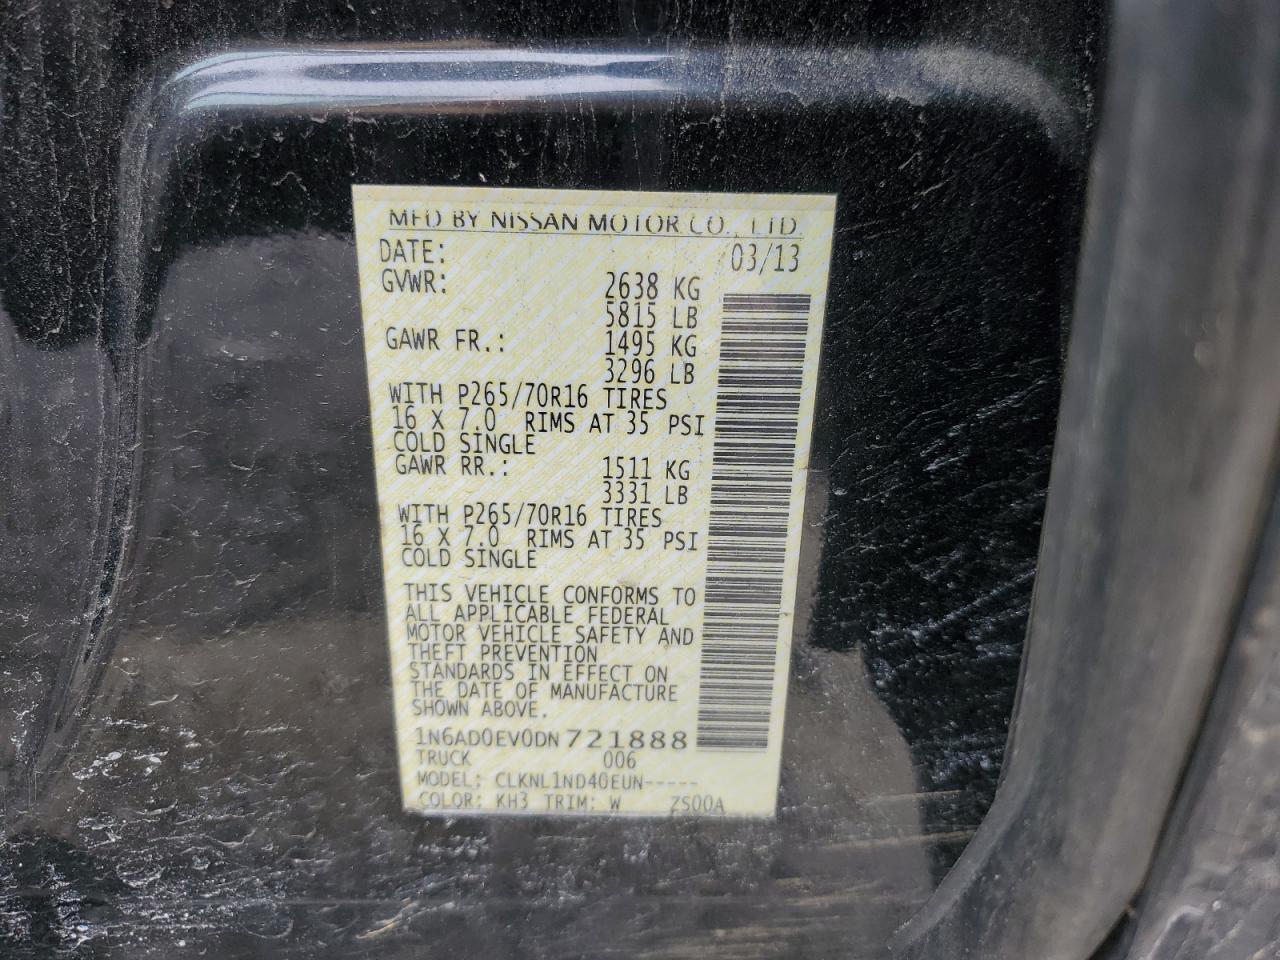 MFD BY NISSAN MOTOR CO., LTD.
DATE: 03/13
GVWR: 2638 KG
5815 LB
GAWR FR.: 1495 KG
3296 LB
WITH P265/70R16 TIRES
16 X 7.0 RIMS AT 35 PSI
COLD SINGLE
GAWR RR.: 1511 KG
3331 LB
WITH P265/70R16 TIRES
16 X 7.0 RIMS AT 35 PSI
COLD SINGLE
THIS VEHICLE CONFORMS TO
ALL APPLICABLE FEDERAL
MOTOR VEHICLE SAFETY AND
THEFT PREVENTION
STANDARDS IN EFFECT ON
THE DATE OF MANUFACTURE
SHOWN ABOVE.
1N6AD0EV0DN721888
TRUCK 006
MODEL: CLKNL1ND40EUN-----
COLOR: KH3 TRIM: W ZS00A